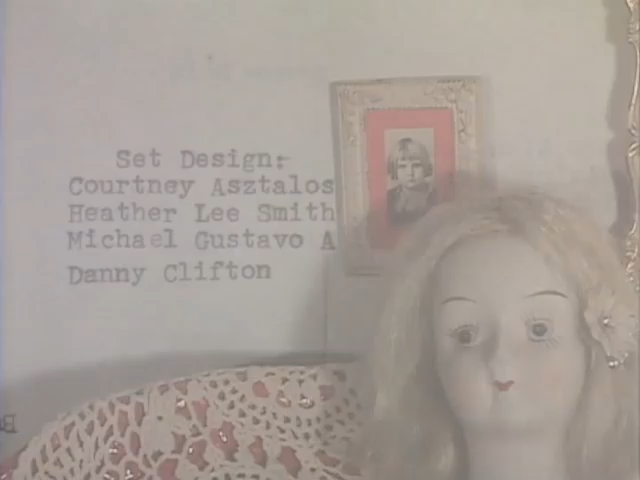 Set Design:
Courtney Asztalos
Heather Lee Smith
Michael Gustavo A
Danny Clifton